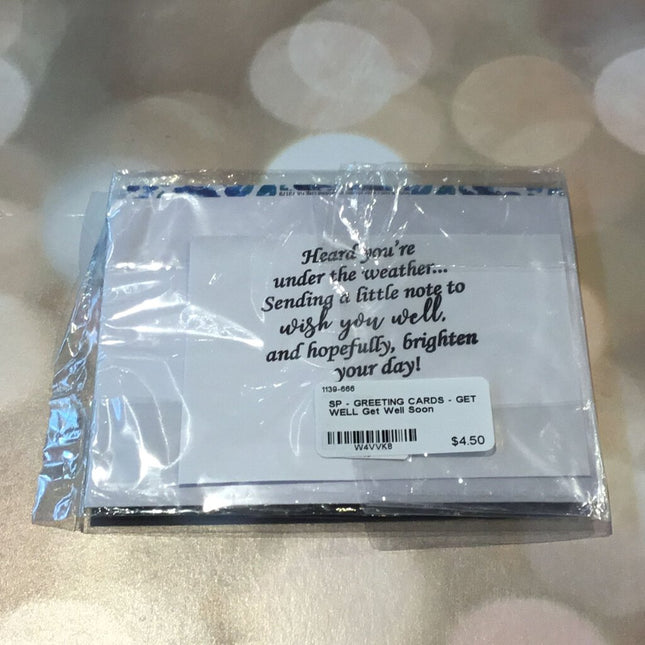 Heard you're
under the weather...
Sending a little note to
wish you well,
and hopefully, brighten
your day!
1139-666
SP - GREETING CARDS - GET
WELL Get Well Soon
W4VVK8
$4.50